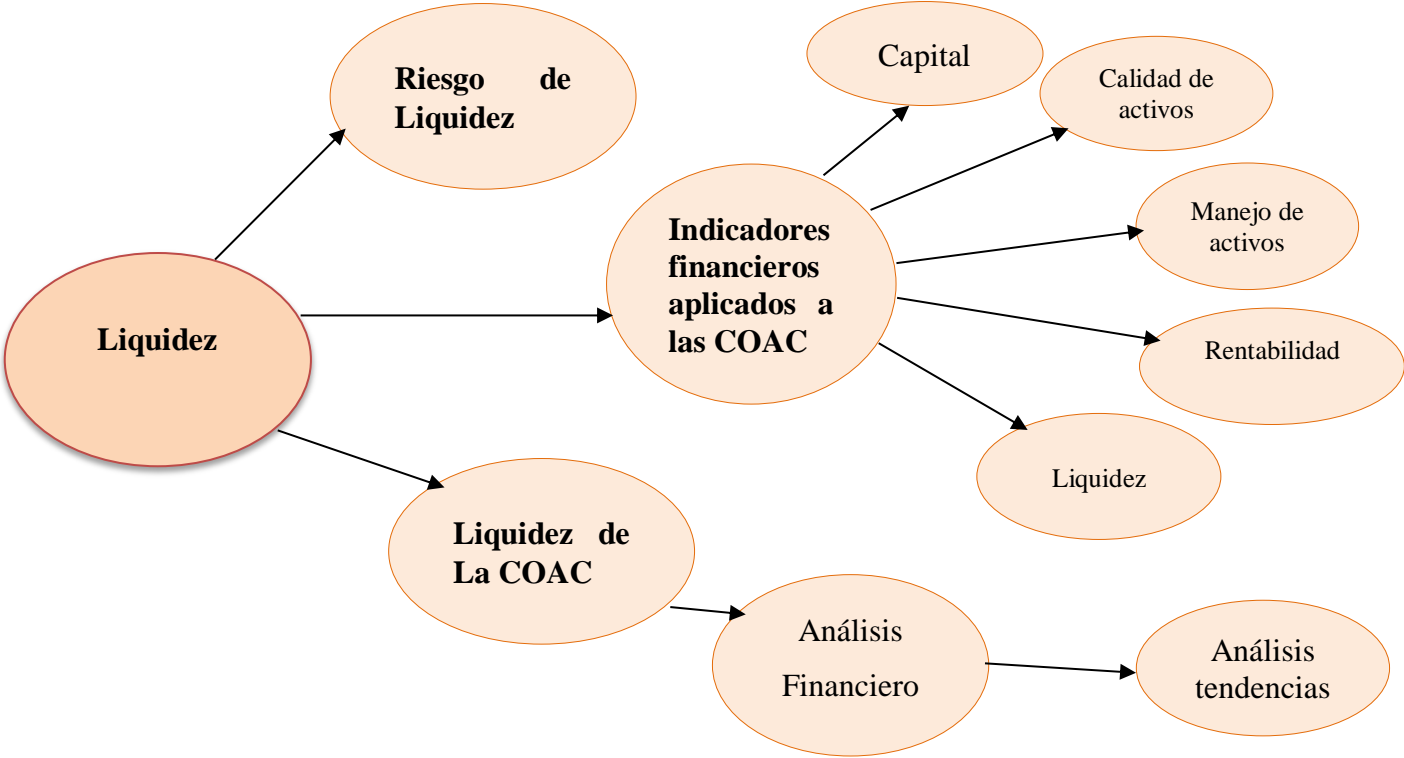 Riesgo de
Liquidez
Capital
Calidad de
activos
Indicadores
financieros
aplicados a
las COAC
Manejo de
activos
Liquidez
Rentabilidad
Liquidez
Liquidez de
La COAC
Análisis
Financiero
Análisis
tendencias